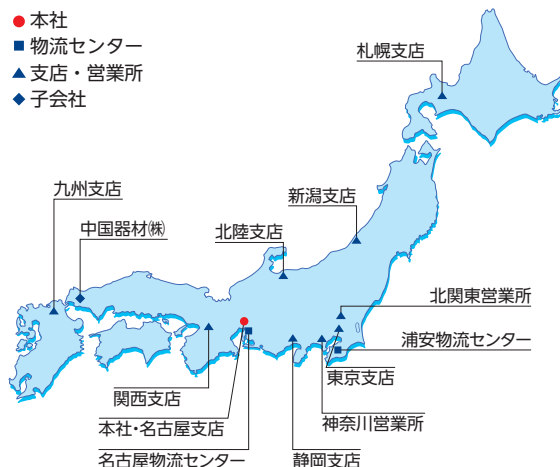 本社
物流センター
支店・営業所
子会社
札幌支店
九州支店
新潟支店
中国器材㈱
北陸支店
北関東営業所
浦安物流センター
関西支店
東京支店
本社・名古屋支店
神奈川営業所
名古屋物流センター
静岡支店